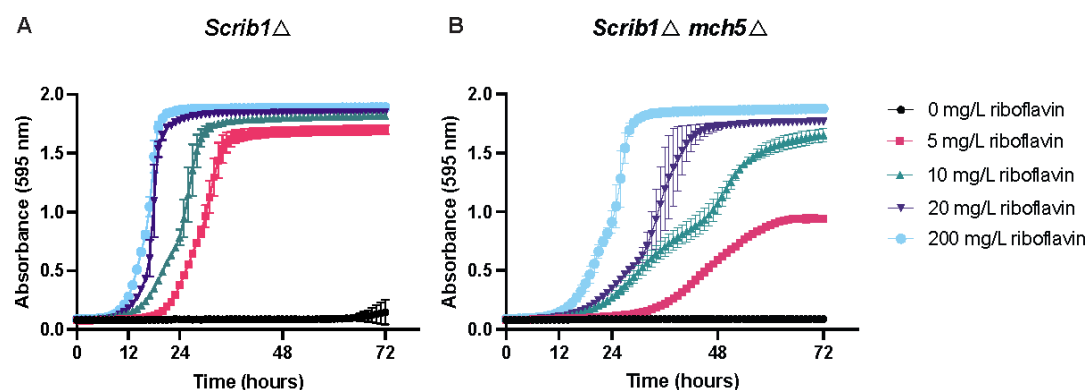 A
Scrib1△
Absorbance (595 nm)
2.0
1.5
1.0
0.5
0.0
0
12
24
48
72
Time (hours)
B
Scrib1△ mch5△
Absorbance (595 nm)
2.0
1.5
1.0
0.5
0.0
0
12
24
48
72
Time (hours)
0 mg/L riboflavin
5 mg/L riboflavin
10 mg/L riboflavin
20 mg/L riboflavin
200 mg/L riboflavin